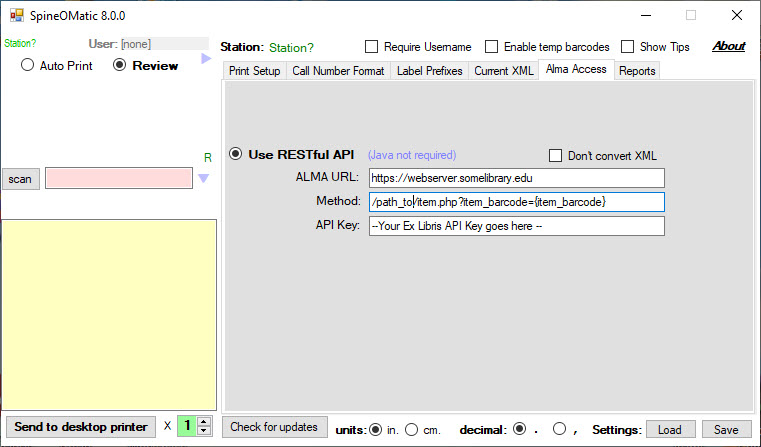 SpineOMatic 8.0.0
Station? User: [none]
Auto Print Review
R
scan
Send to desktop printer X 1
Station: Station? Require Username Enable temp barcodes Show Tips About
Print Setup Call Number Format Label Prefixes Current XML Alma Access Reports
Use RESTful API (Java not required) Don't convert XML
ALMA URL: https://webserver.somelibrary.edu
Method: /path_to/item.php?item_barcode={item_barcode}
API Key: --Your Ex Libris API Key goes here --
Check for updates units: in. cm. decimal: . , Settings: Load Save